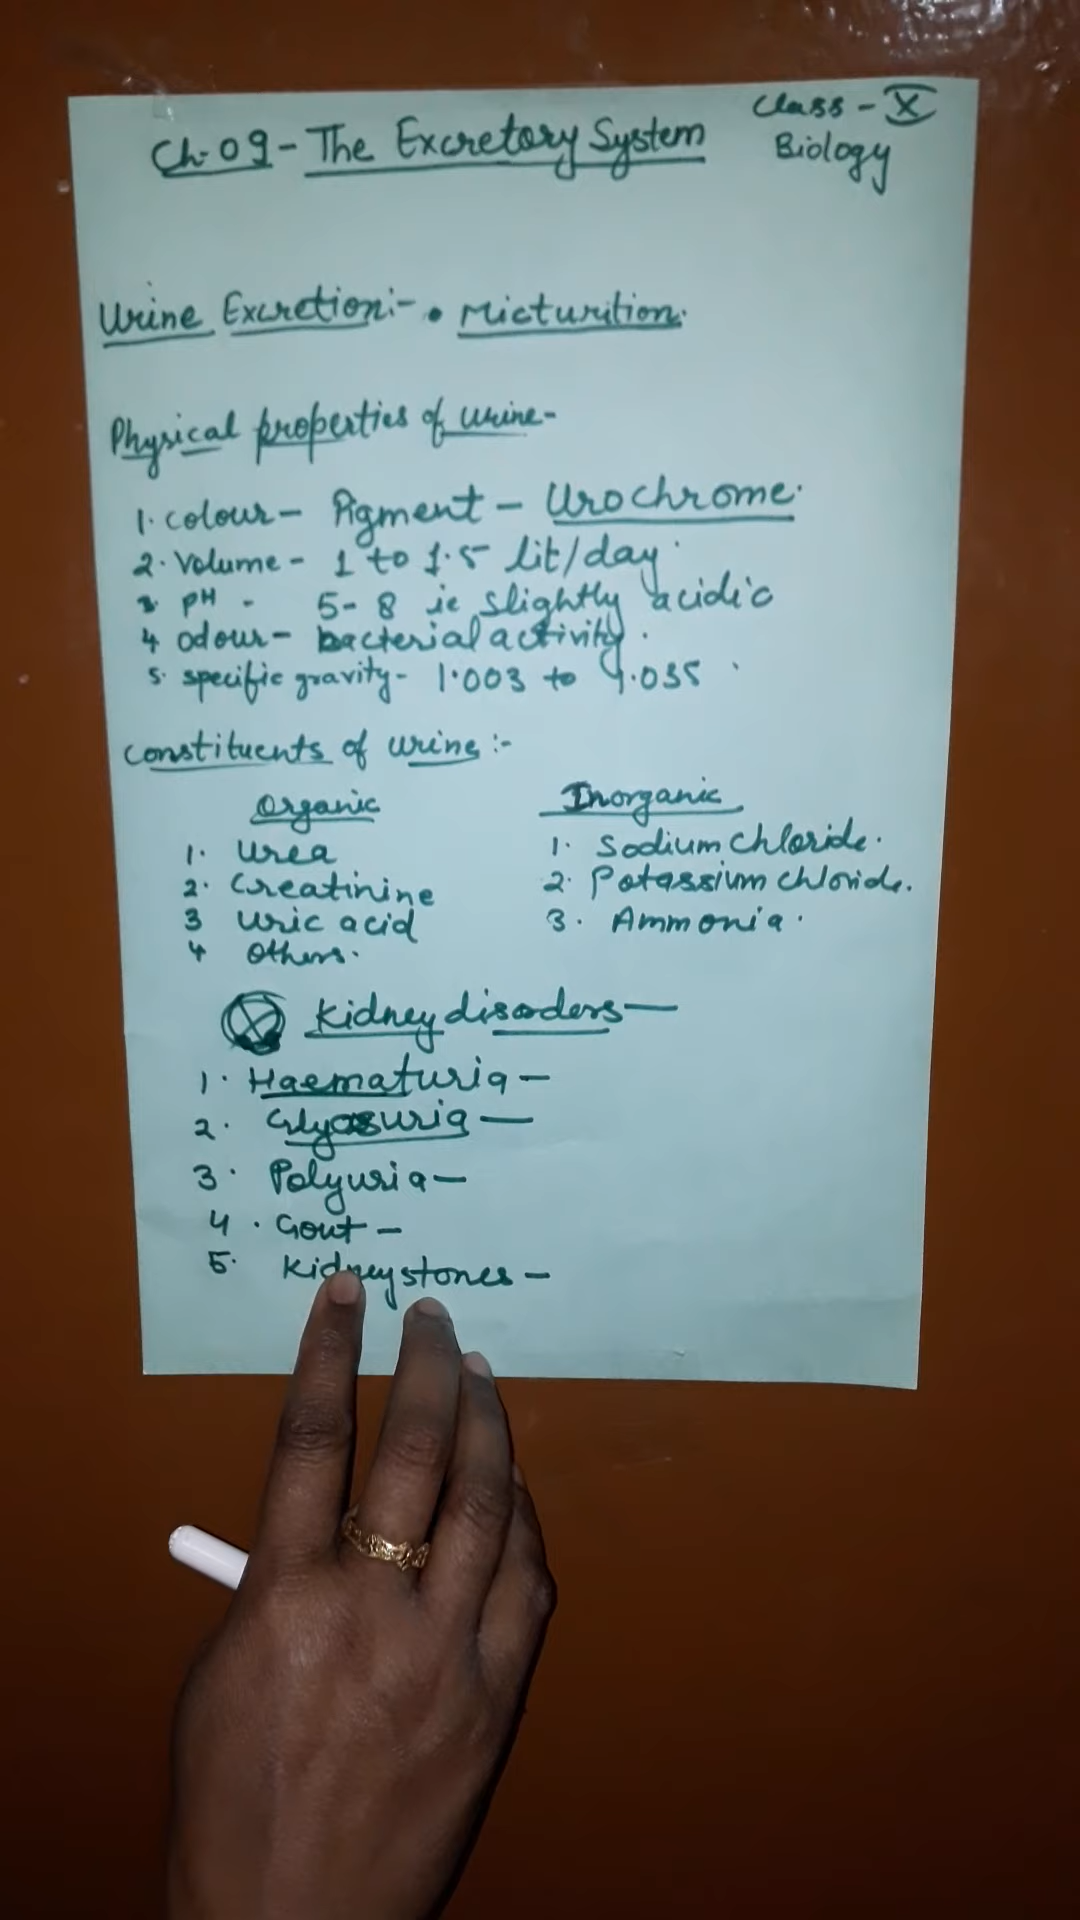 Ch-09 - The Excretory System
Class - X
Biology
Urine Excretion:- • Micturition.
Physical properties of urine-
1. colour - Pigment - Urochrome.
2. Volume - 1 to 1.5 lit/day.
3 pH - 5-8 ie slightly acidic
4 odour - bacterial activity.
5. specific gravity - 1.003 to 1.035
Constituents of urine :-
Organic
1. Urea
2. Creatinine
3 Uric acid
4 Others.
Inorganic
1. Sodium chloride.
2. Potassium chloride.
3. Ammonia.
Kidney disorders —
1. Haematuria -
2. Glyosuria —
3. Polyuria -
4. Gout -
5. Kidney stones -